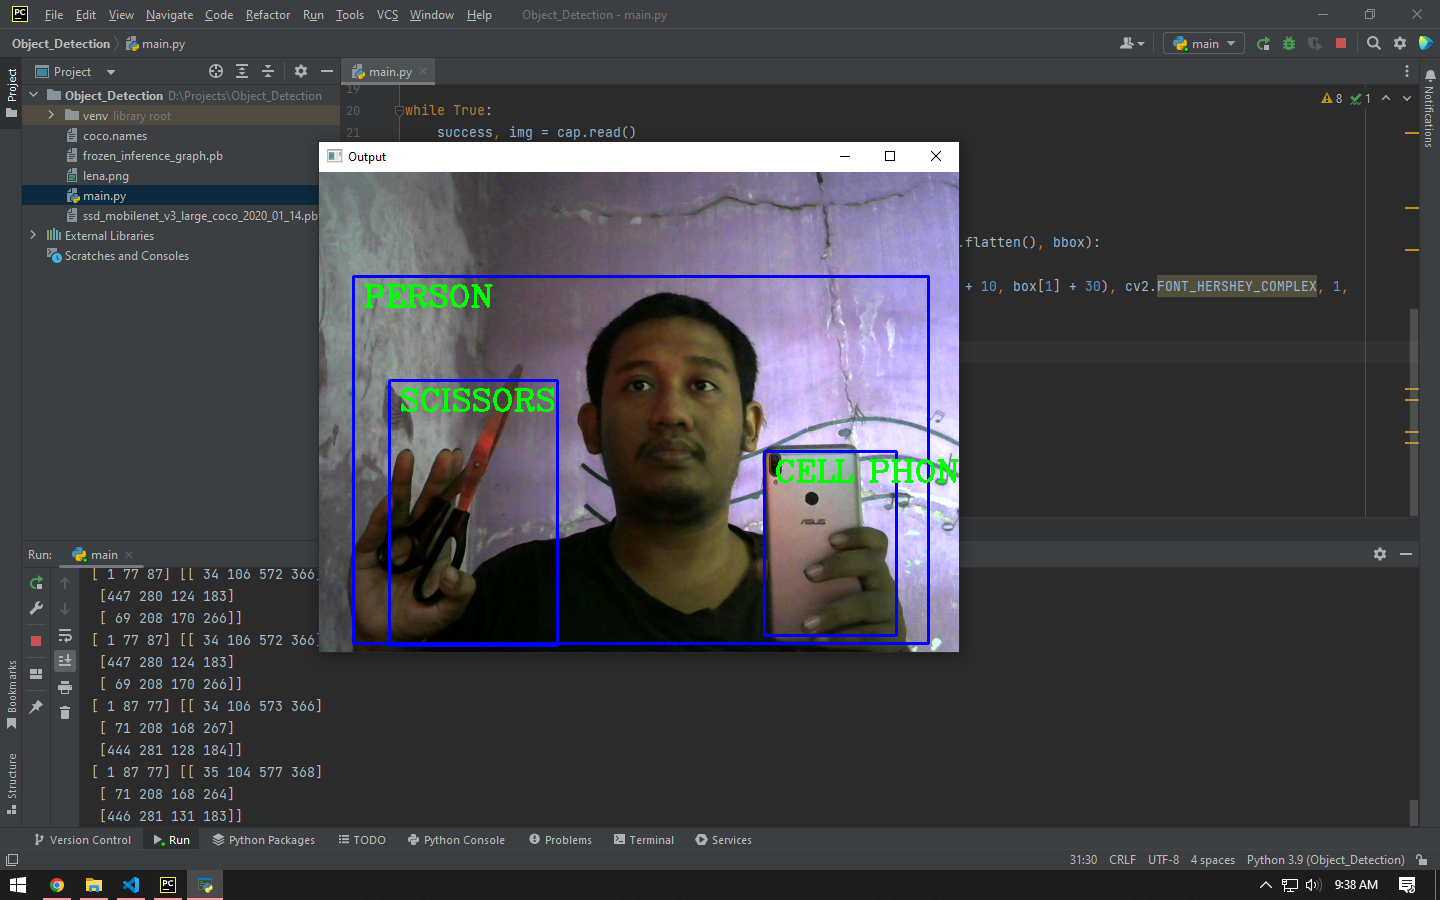 PC File Edit View Navigate Code Refactor Run Tools VCS Window Help Object_Detection - main.py
Object_Detection main.py main
Project main.py
Project
Object_Detection D:\Projects\Object_Detection
venv library root
coco.names
frozen_inference_graph.pb
lena.png
main.py
ssd_mobilenet_v3_large_coco_2020_01_14.pb
External Libraries
Scratches and Consoles
19
20 while True:
21 success, img = cap.read()
8 1
Notifications
.flatten(), bbox):
+ 10, box[1] + 30), cv2.FONT_HERSHEY_COMPLEX, 1,
Output
PERSON
SCISSORS
CELL PHON
ASUS
Run: main
[ 1 77 87] [[ 34 106 572 366]
[447 280 124 183]
[ 69 208 170 266]]
[ 1 77 87] [[ 34 106 572 366]
[447 280 124 183]
[ 69 208 170 266]]
[ 1 87 77] [[ 34 106 573 366]
[ 71 208 168 267]
[444 281 128 184]]
[ 1 87 77] [[ 35 104 577 368]
[ 71 208 168 264]
[446 281 131 183]]
Bookmarks
Structure
Version Control Run Python Packages TODO Python Console Problems Terminal Services
31:30 CRLF UTF-8 4 spaces Python 3.9 (Object_Detection)
PC 9:38 AM